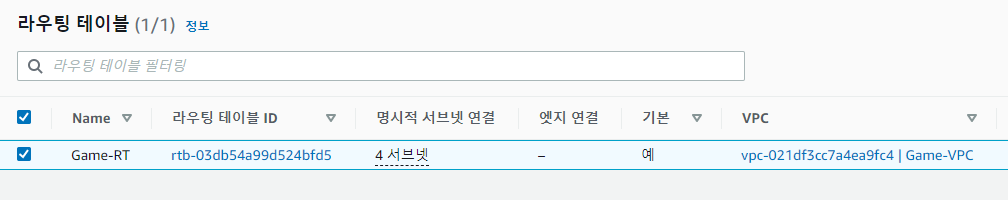 라우팅 테이블 (1/1) 정보
라우팅 테이블 필터링
Name 라우팅 테이블 ID 명시적 서브넷 연결 엣지 연결 기본 VPC
Game-RT rtb-03db54a99d524bfd5 4 서브넷 – 예 vpc-021df3cc7a4ea9fc4 | Game-VPC